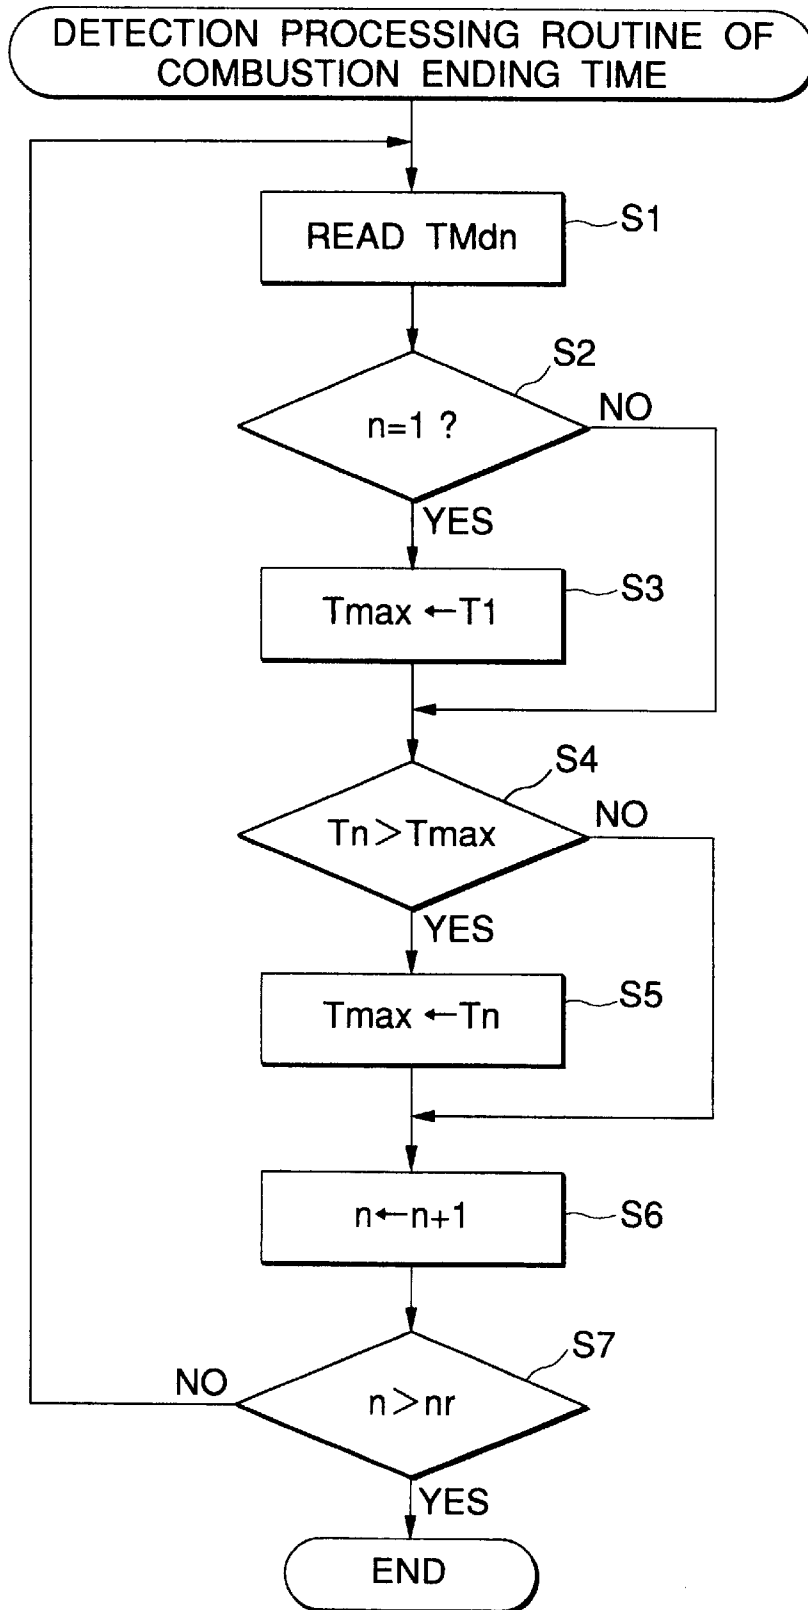 DETECTION PROCESSING ROUTINE OF
COMBUSTION ENDING TIME
READ TMdn
S1
S2
n=1 ?
NO
YES
Tmax ←T1
S3
S4
Tn>Tmax
NO
YES
Tmax ←Tn
S5
n←n+1
S6
S7
NO
n>nr
YES
END